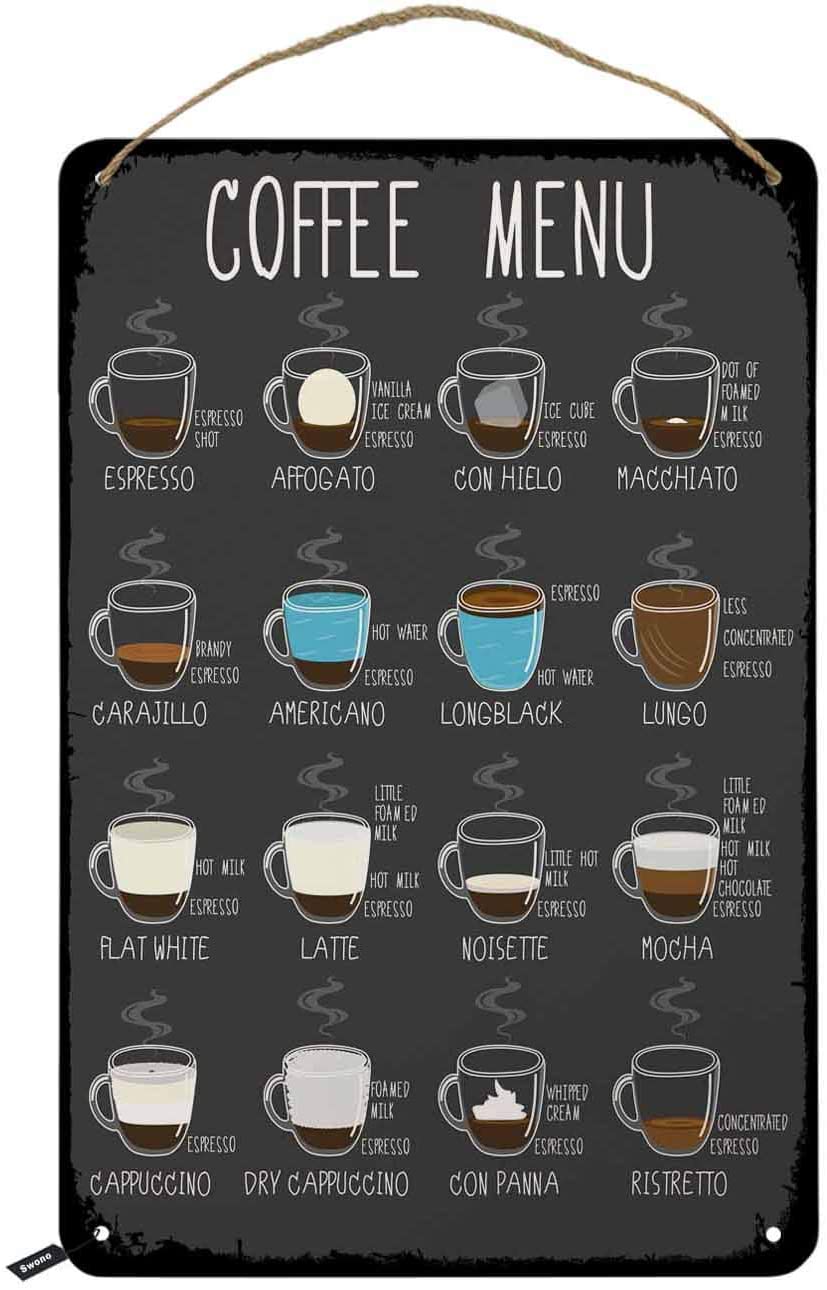 COFFEE MENU
ESPRESSO
SHOT
ESPRESSO
VANILLA
ICE CREAM
ESPRESSO
AFFOGATO
ICE CUBE
ESPRESSO
CON HIELO
DOT OF
FOAMED
MILK
ESPRESSO
MACCHIATO
BRANDY
ESPRESSO
CARAJILLO
HOT WATER
ESPRESSO
AMERICANO
ESPRESSO
HOT WATER
LONGBLACK
LESS
CONCENTRATED
ESPRESSO
LUNGO
HOT MILK
ESPRESSO
FLAT WHITE
LITTLE
FOAMED
MILK
HOT MILK
ESPRESSO
LATTE
LITTLE HOT
MILK
ESPRESSO
NOISETTE
LITTLE
FOAMED
MILK
HOT MILK
HOT
CHOCOLATE
ESPRESSO
MOCHA
ESPRESSO
CAPPUCCINO
FOAMED
MILK
ESPRESSO
DRY CAPPUCCINO
WHIPPED
CREAM
ESPRESSO
CON PANNA
CONCENTRATED
ESPRESSO
RISTRETTO
Swono